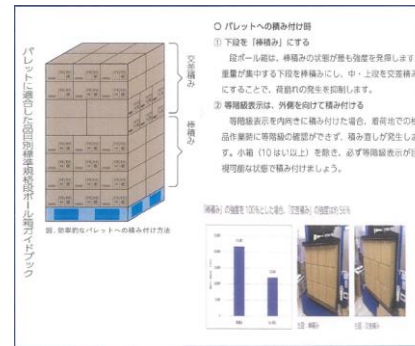 パレットに適合した品目別標準規格段ボール箱ガイドブック
交差積み
棒積み
図. 効率的なパレットへの積み付け方法
○ パレットへの積み付け時
① 下段を「棒積み」にする
段ボール箱は、棒積みの状態が最も強度を発揮します
重量が集中する下段を棒積みにし、中・上段を交差積み
にすることで、荷崩れの発生を抑制します。
② 等階級表示は、外側を向けて積み付ける
等階級表示を内向きに積み付けた場合、着荷地での検
品作業時に等階級の確認ができず、積み直しが発生しま
す。小箱（10はい以上）を除き、必ず等階級表示が目
視可能な状態で積み付けましょう。
「棒積み」の強度を100％とした場合、「交差積み」の強度は約56％